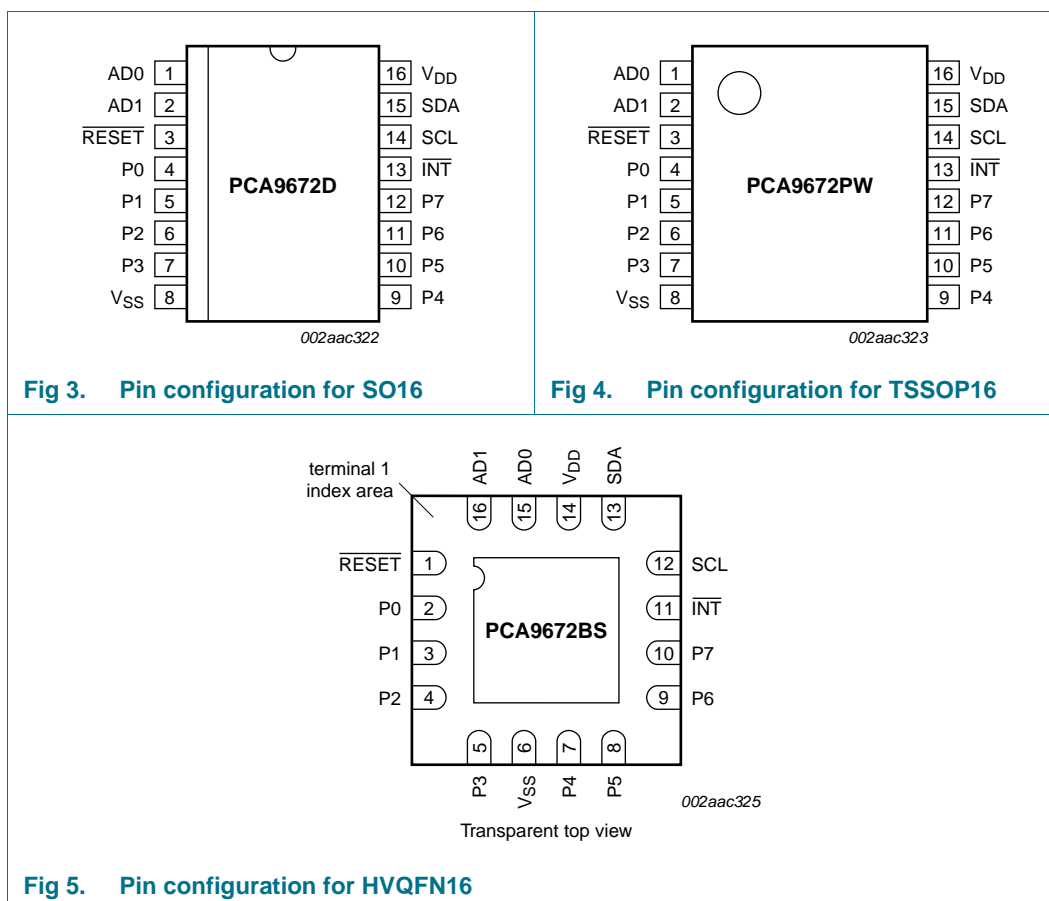 AD0 1 16 VDD
AD1 2 15 SDA
RESET 3 14 SCL
P0 4 13 INT
P1 5 PCA9672D 12 P7
P2 6 11 P6
P3 7 10 P5
VSS 8 9 P4
002aac322
Fig 3. Pin configuration for SO16
AD0 1 16 VDD
AD1 2 15 SDA
RESET 3 14 SCL
P0 4 13 INT
P1 5 PCA9672PW 12 P7
P2 6 11 P6
P3 7 10 P5
VSS 8 9 P4
002aac323
Fig 4. Pin configuration for TSSOP16
terminal 1
index area
AD1 AD0 VDD SDA
16 15 14 13
RESET 1 12 SCL
P0 2 11 INT
PCA9672BS
P1 3 10 P7
P2 4 9 P6
5 6 7 8
P3 VSS P4 P5
002aac325
Transparent top view
Fig 5. Pin configuration for HVQFN16